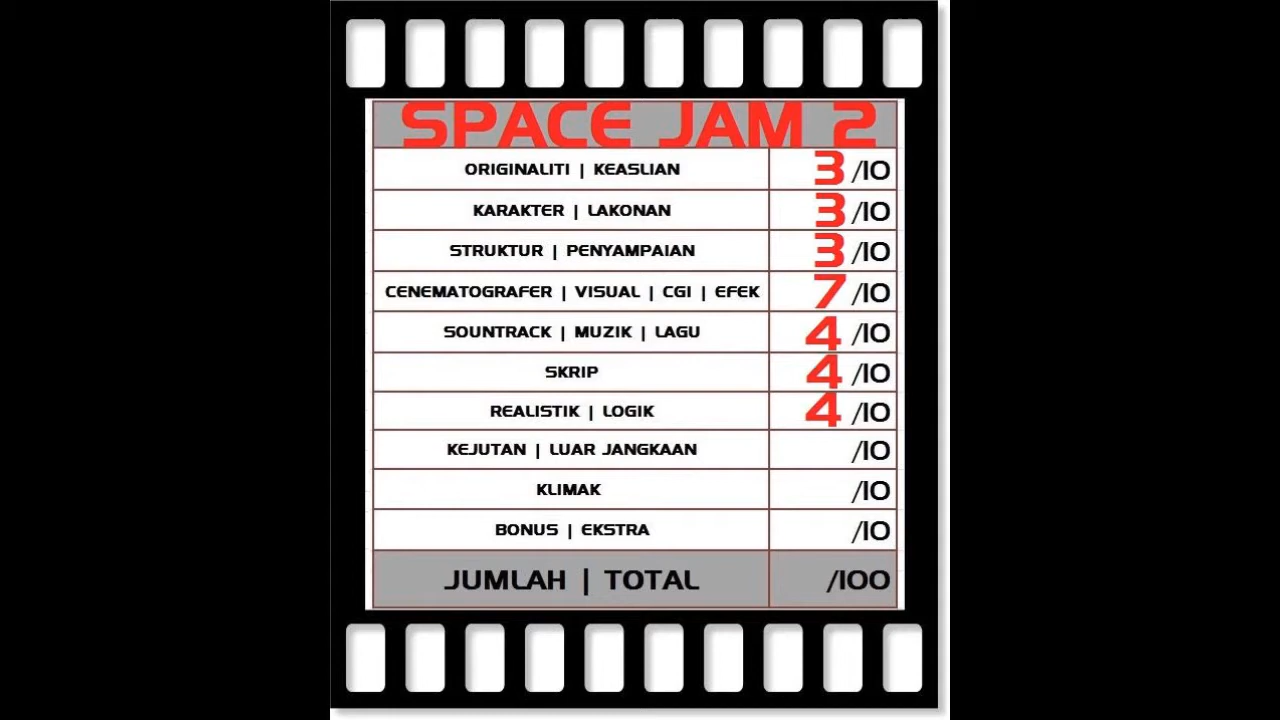 SPACE JAM 2
ORIGINALITI | KEASLIAN 3/10
KARAKTER | LAKONAN 3/10
STRUKTUR | PENYAMPAIAN 3/10
CENEMATOGRAFER | VISUAL | CGI | EFEK 7/10
SOUNTRACK | MUZIK | LAGU 4/10
SKRIP 4/10
REALISTIK | LOGIK 4/10
KEJUTAN | LUAR JANGKAAN /10
KLIMAK /10
BONUS | EKSTRA /10
JUMLAH | TOTAL /100